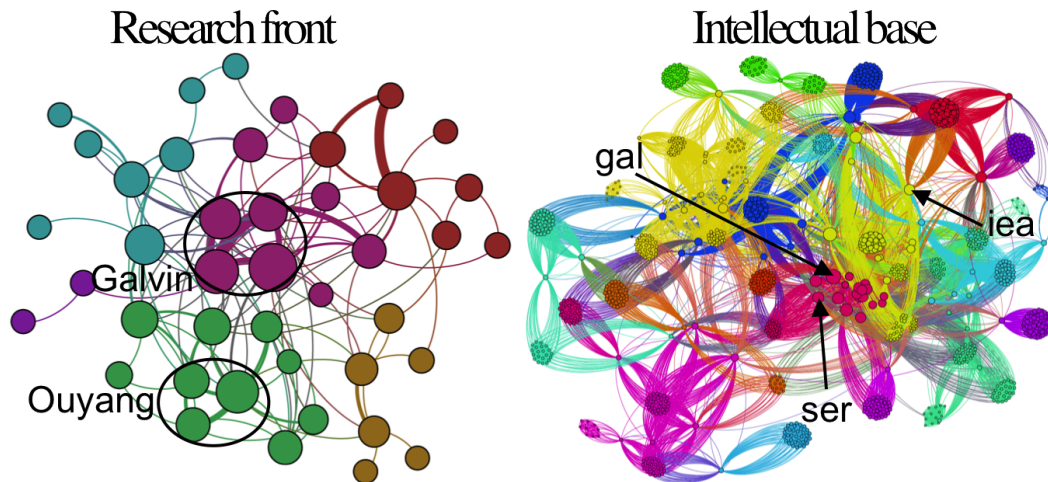 Research front
Intellectual base
Galvin
Ouyang
gal
iea
ser